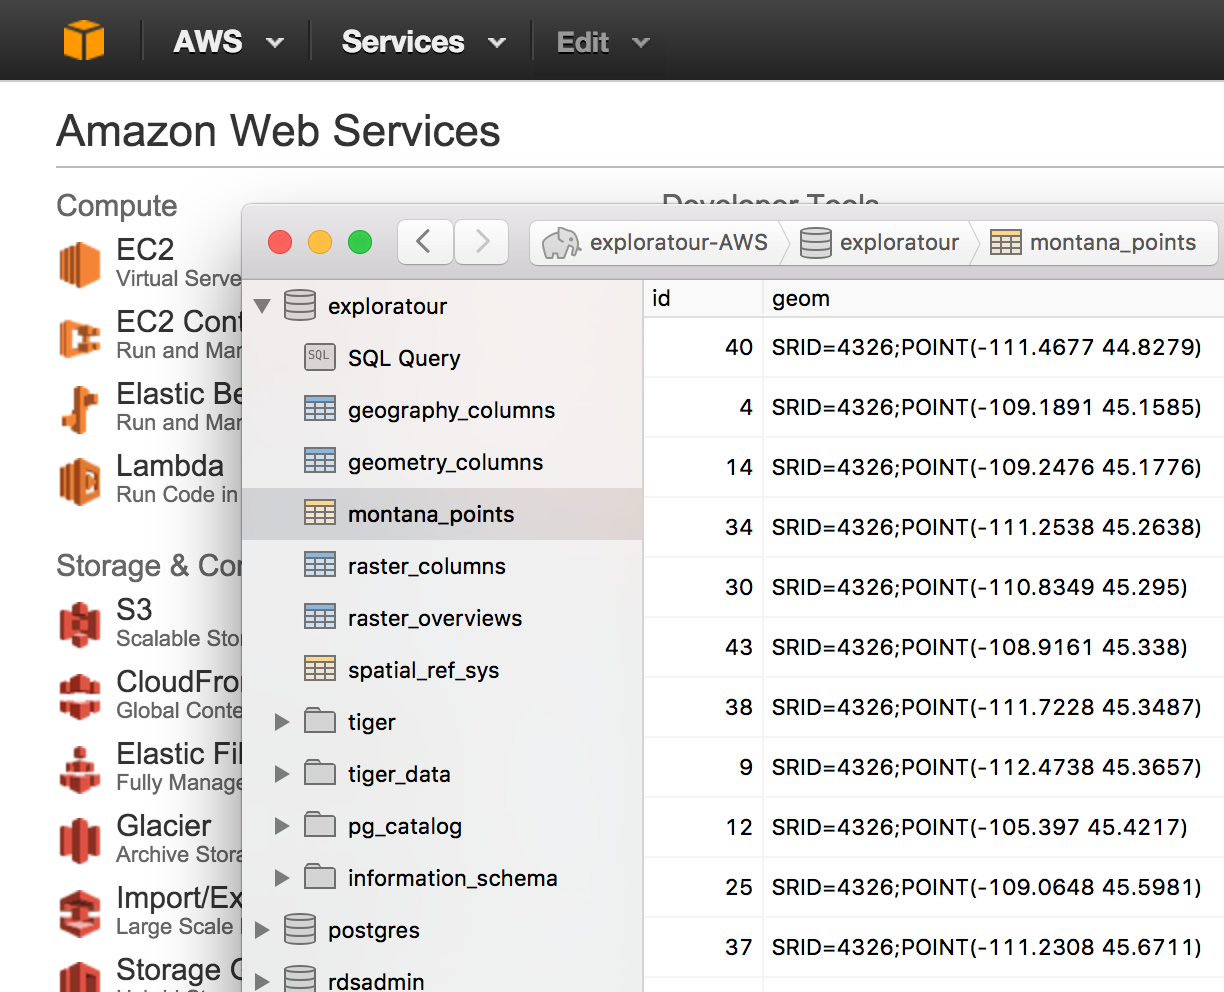 AWS Services Edit
Amazon Web Services
Compute
EC2
Virtual Serve
EC2 Cont
Run and Man
Elastic Be
Run and Man
Lambda
Run Code in
Storage & Con
S3
Scalable Stor
CloudFron
Global Conte
Elastic Fil
Fully Manage
Glacier
Archive Stora
Import/Ex
Large Scale
Storage
Developer Tools
exploratour-AWS exploratour montana_points
exploratour
SQL SQL Query
geography_columns
geometry_columns
montana_points
raster_columns
raster_overviews
spatial_ref_sys
tiger
tiger_data
pg_catalog
information_schema
postgres
rdsadmin
id geom
40 SRID=4326;POINT(-111.4677 44.8279)
4 SRID=4326;POINT(-109.1891 45.1585)
14 SRID=4326;POINT(-109.2476 45.1776)
34 SRID=4326;POINT(-111.2538 45.2638)
30 SRID=4326;POINT(-110.8349 45.295)
43 SRID=4326;POINT(-108.9161 45.338)
38 SRID=4326;POINT(-111.7228 45.3487)
9 SRID=4326;POINT(-112.4738 45.3657)
12 SRID=4326;POINT(-105.397 45.4217)
25 SRID=4326;POINT(-109.0648 45.5981)
37 SRID=4326;POINT(-111.2308 45.6711)